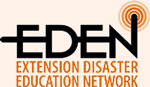 EDEN
EXTENSION DISASTER
EDUCATION NETWORK